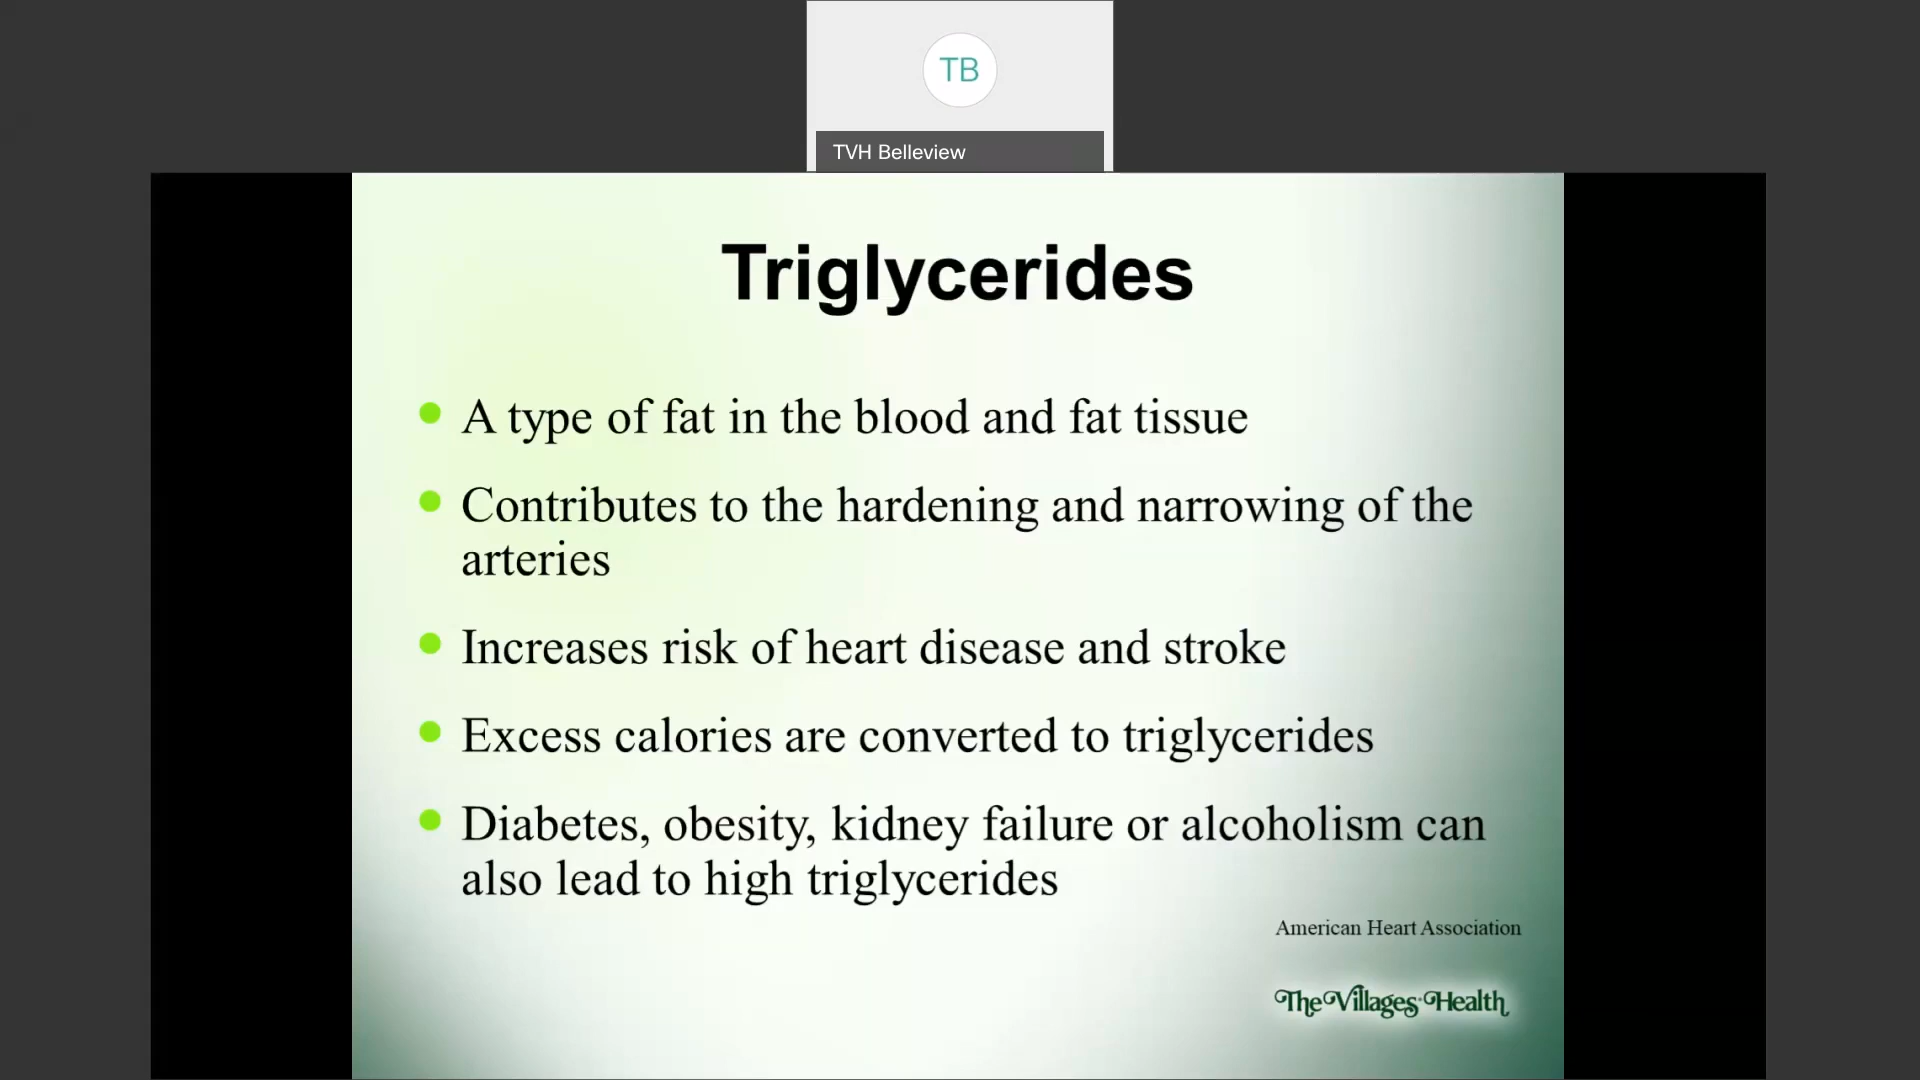 TB
TVH Belleview
Triglycerides
A type of fat in the blood and fat tissue
Contributes to the hardening and narrowing of the
arteries
Increases risk of heart disease and stroke
Excess calories are converted to triglycerides
Diabetes, obesity, kidney failure or alcoholism can
also lead to high triglycerides
American Heart Association
The Villages Health